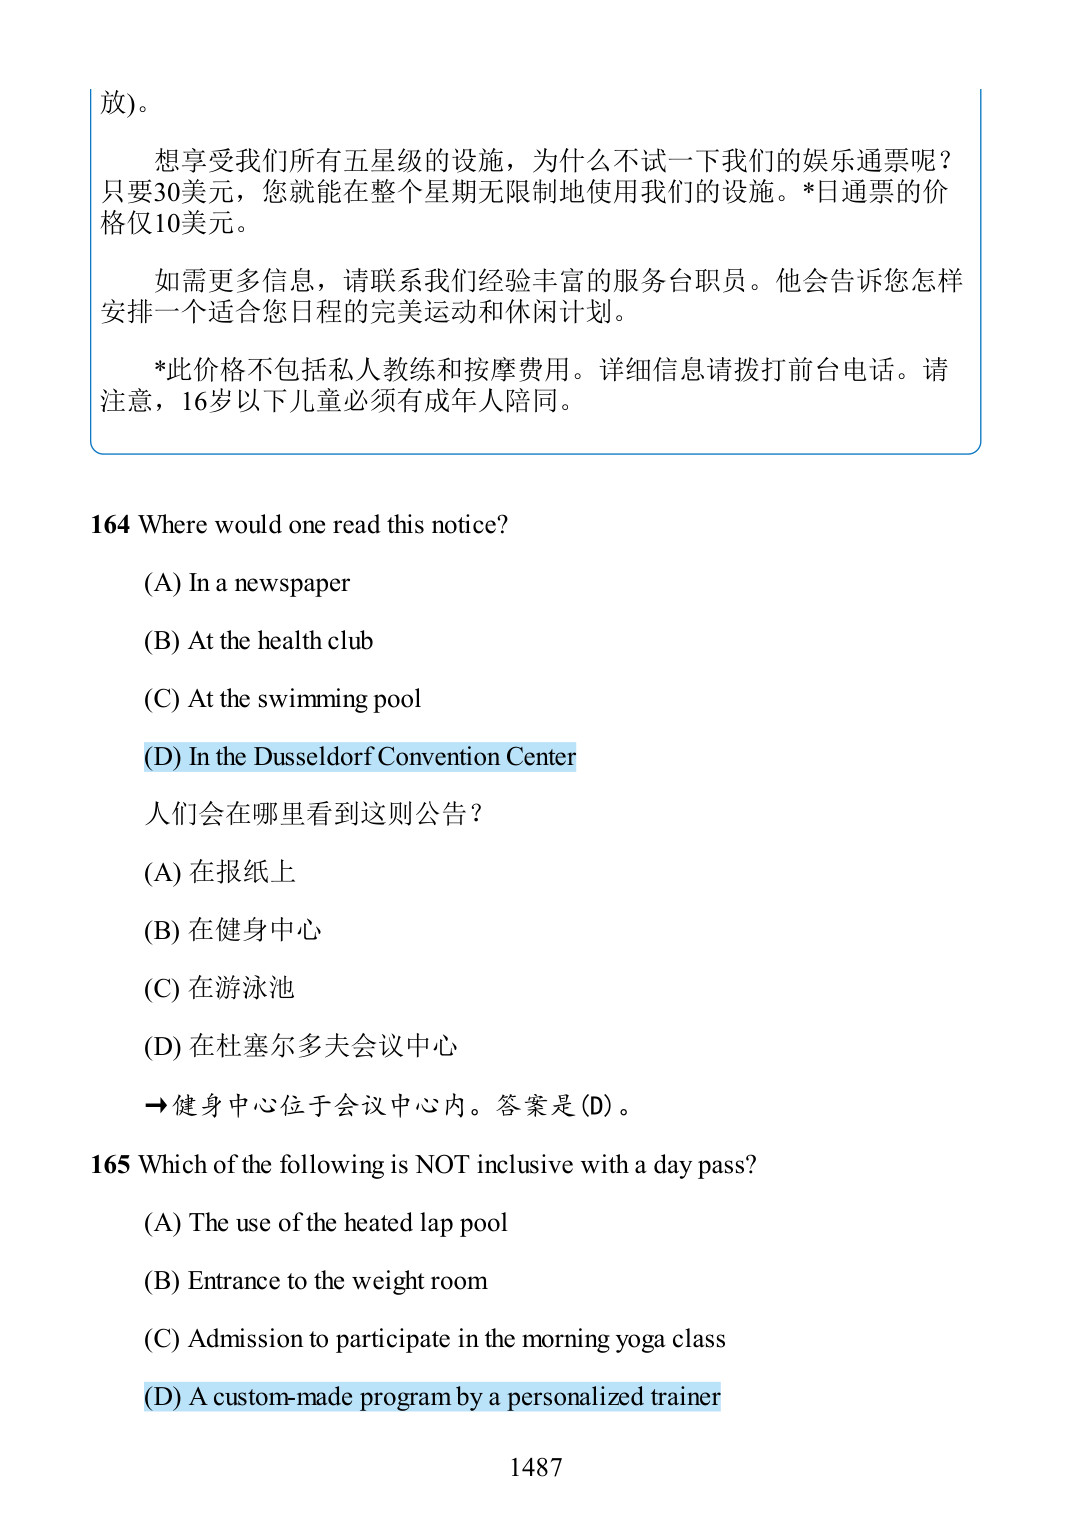 放)。
想享受我们所有五星级的设施，为什么不试一下我们的娱乐通票呢？
只要30美元，您就能在整个星期无限制地使用我们的设施。*日通票的价
格仅10美元。
如需更多信息，请联系我们经验丰富的服务台职员。他会告诉您怎样
安排一个适合您日程的完美运动和休闲计划。
*此价格不包括私人教练和按摩费用。详细信息请拨打前台电话。请
注意，16岁以下儿童必须有成年人陪同。
164 Where would one read this notice?
(A) In a newspaper
(B) At the health club
(C) At the swimming pool
(D) In the Dusseldorf Convention Center
人们会在哪里看到这则公告？
(A) 在报纸上
(B) 在健身中心
(C) 在游泳池
(D) 在杜塞尔多夫会议中心
→健身中心位于会议中心内。答案是(D)。
165 Which of the following is NOT inclusive with a day pass?
(A) The use of the heated lap pool
(B) Entrance to the weight room
(C) Admission to participate in the morning yoga class
(D) A custom-made program by a personalized trainer
1487